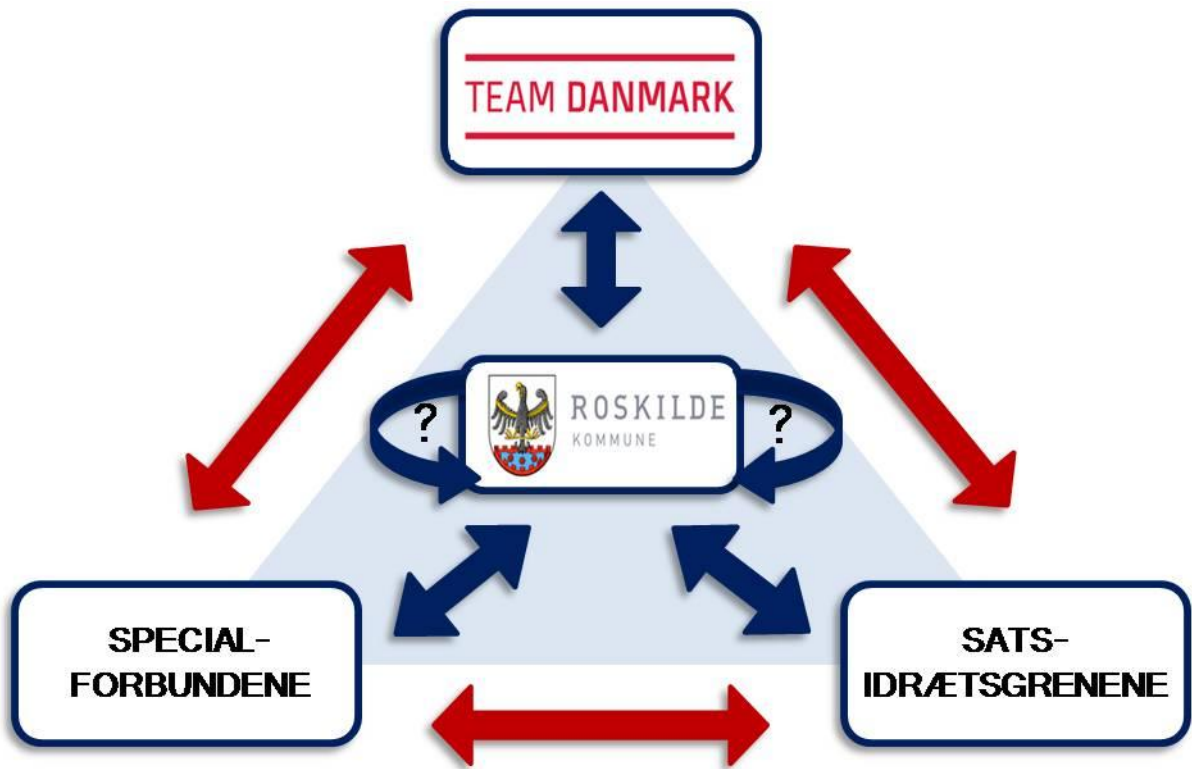 TEAM DANMARK
?
ROSKILDE
KOMMUNE
?
SPECIAL-
FORBUNDENE
SATS-
IDRÆTSGRENENE